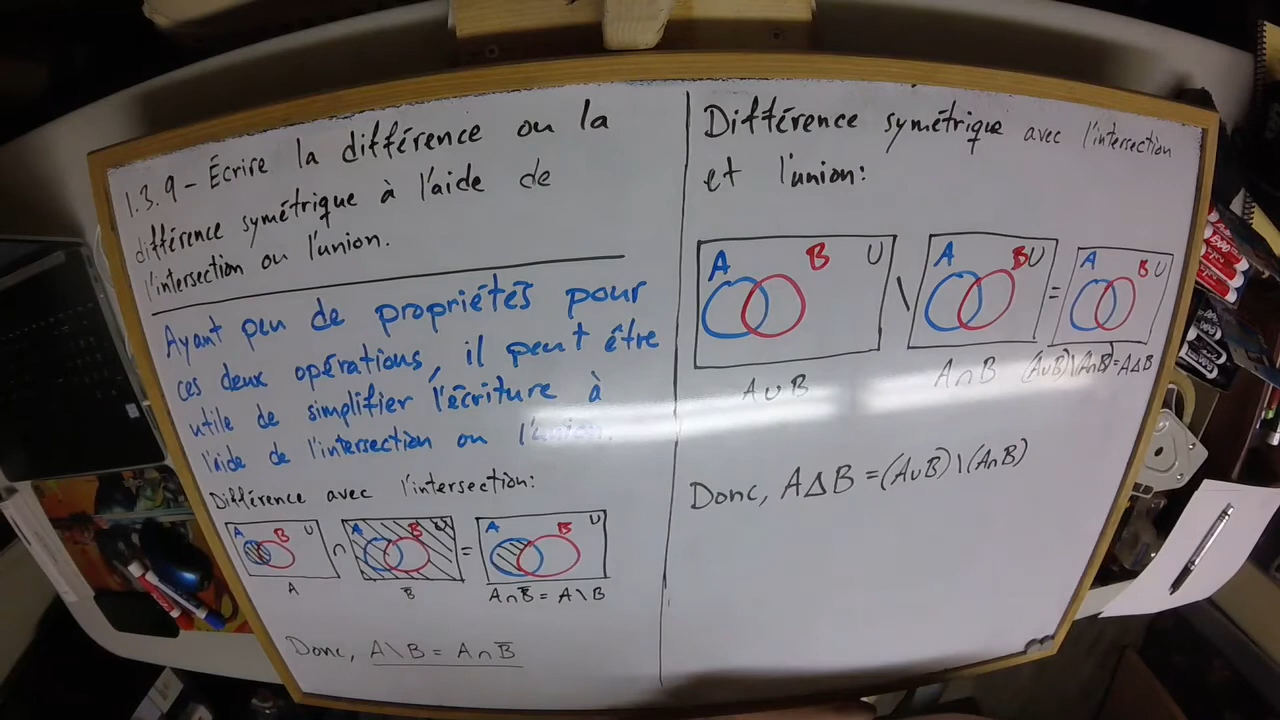 1.3.9 - Écrire la différence ou la
différence symétrique à l'aide de
l'intersection ou l'union.
Ayant peu de propriétés pour
ces deux opérations, il peut être
utile de simplifier l'écriture à
l'aide de l'intersection ou l'union.
Différence avec l'intersection:
A B U ∩ A B U = A B U
A B̅ A∩B̅ = A\B
Donc, A\B = A∩B̅
Différence symétrique avec l'intersection
et l'union:
A B U \ A B U = A B U
A∪B A∩B (A∪B)\(A∩B)=AΔB
Donc, AΔB = (A∪B)\(A∩B)